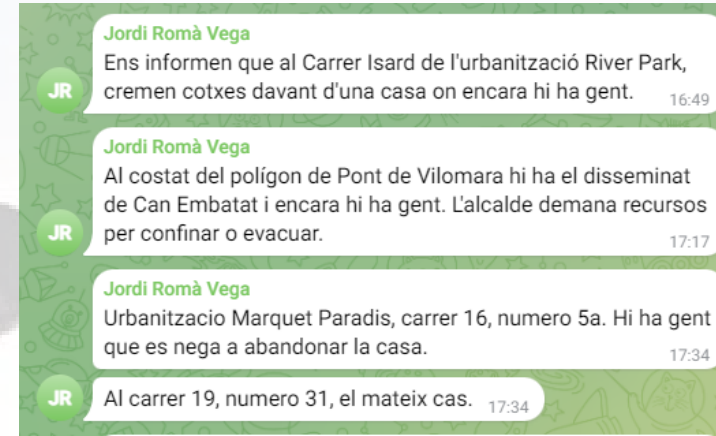 Jordi Romà Vega
Ens informen que al Carrer Isard de l'urbanització River Park,
cremen cotxes davant d'una casa on encara hi ha gent.
16:49
JR
Jordi Romà Vega
Al costat del polígon de Pont de Vilomara hi ha el disseminat
de Can Embatat i encara hi ha gent. L'alcalde demana recursos
per confinar o evacuar.
17:17
JR
Jordi Romà Vega
Urbanitzacio Marquet Paradis, carrer 16, numero 5a. Hi ha gent
que es nega a abandonar la casa.
17:34
Al carrer 19, numero 31, el mateix cas. 17:34
JR